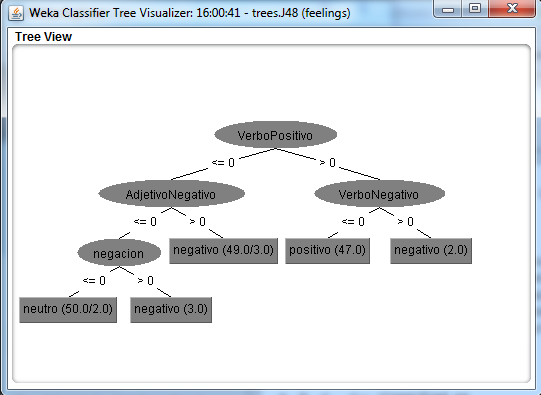 Weka Classifier Tree Visualizer: 16:00:41 - trees.J48 (feelings)
Tree View
VerboPositivo
<= 0 > 0
AdjetivoNegativo VerboNegativo
<= 0 > 0 <= 0 > 0
negacion negativo (49.0/3.0) positivo (47.0) negativo (2.0)
<= 0 > 0
neutro (50.0/2.0) negativo (3.0)